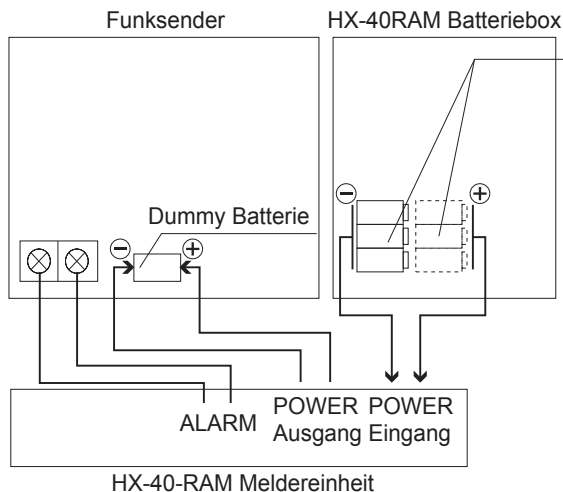 Funksender
HX-40RAM Batteriebox
Dummy Batterie
ALARM
POWER
Ausgang
POWER
Eingang
HX-40-RAM Meldereinheit